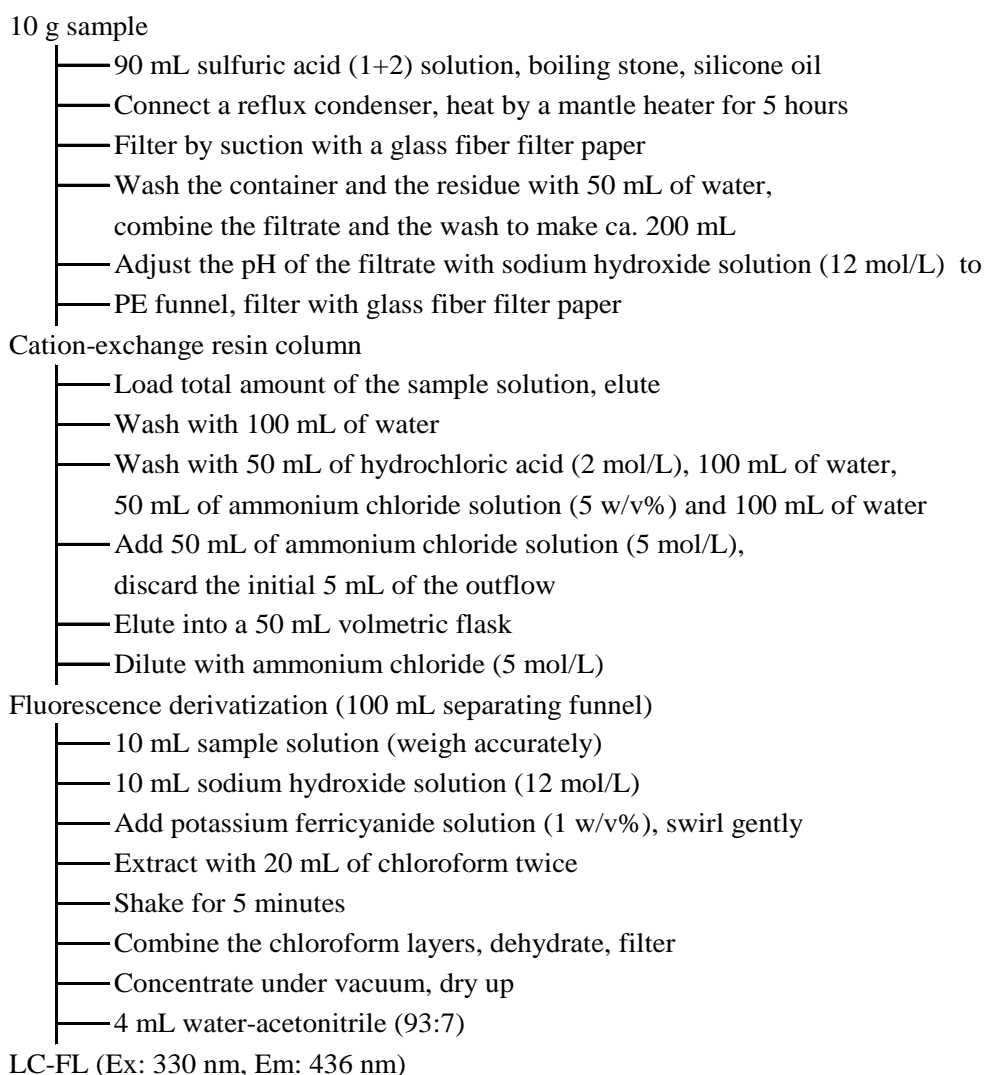 10 g sample
90 mL sulfuric acid (1+2) solution, boiling stone, silicone oil
Connect a reflux condenser, heat by a mantle heater for 5 hours
Filter by suction with a glass fiber filter paper
Wash the container and the residue with 50 mL of water,
combine the filtrate and the wash to make ca. 200 mL
Adjust the pH of the filtrate with sodium hydroxide solution (12 mol/L) to
PE funnel, filter with glass fiber filter paper
Cation-exchange resin column
Load total amount of the sample solution, elute
Wash with 100 mL of water
Wash with 50 mL of hydrochloric acid (2 mol/L), 100 mL of water,
50 mL of ammonium chloride solution (5 w/v%) and 100 mL of water
Add 50 mL of ammonium chloride solution (5 mol/L),
discard the initial 5 mL of the outflow
Elute into a 50 mL volmetric flask
Dilute with ammonium chloride (5 mol/L)
Fluorescence derivatization (100 mL separating funnel)
10 mL sample solution (weigh accurately)
10 mL sodium hydroxide solution (12 mol/L)
Add potassium ferricyanide solution (1 w/v%), swirl gently
Extract with 20 mL of chloroform twice
Shake for 5 minutes
Combine the chloroform layers, dehydrate, filter
Concentrate under vacuum, dry up
4 mL water-acetonitrile (93:7)
LC-FL (Ex: 330 nm, Em: 436 nm)